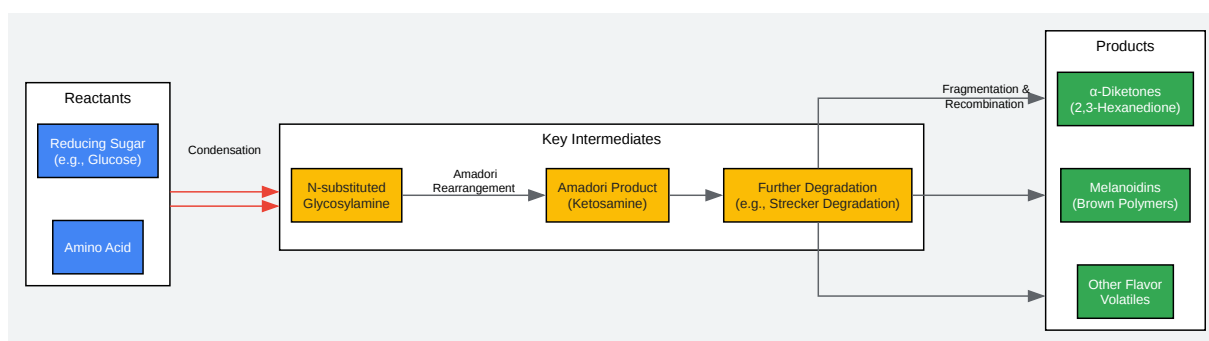 Reactants
Reducing Sugar
(e.g., Glucose)
Amino Acid
Condensation
Key Intermediates
N-substituted
Glycosylamine
Amadori
Rearrangement
Amadori Product
(Ketosamine)
Further Degradation
(e.g., Strecker Degradation)
Fragmentation &
Recombination
Products
α-Diketones
(2,3-Hexanedione)
Melanoidins
(Brown Polymers)
Other Flavor
Volatiles